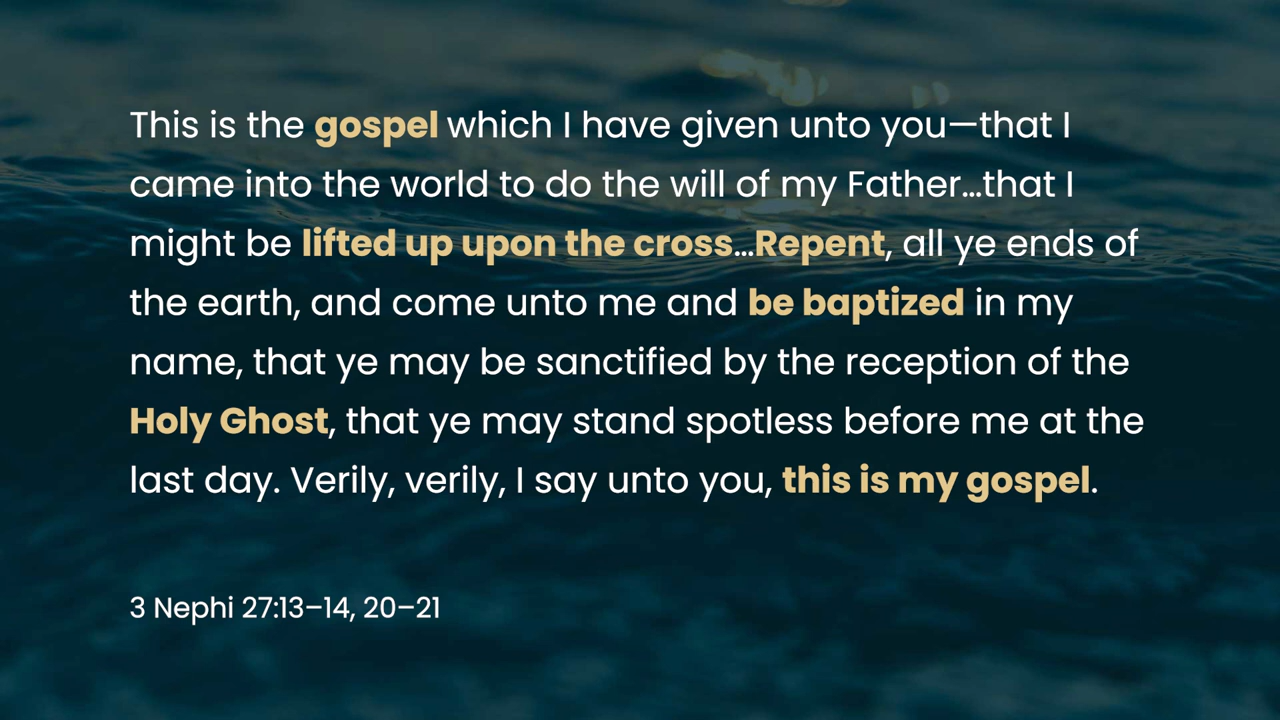 This is the gospel which I have given unto you—that I
came into the world to do the will of my Father...that I
might be lifted up upon the cross...Repent, all ye ends of
the earth, and come unto me and be baptized in my
name, that ye may be sanctified by the reception of the
Holy Ghost, that ye may stand spotless before me at the
last day. Verily, verily, I say unto you, this is my gospel.
3 Nephi 27:13–14, 20–21